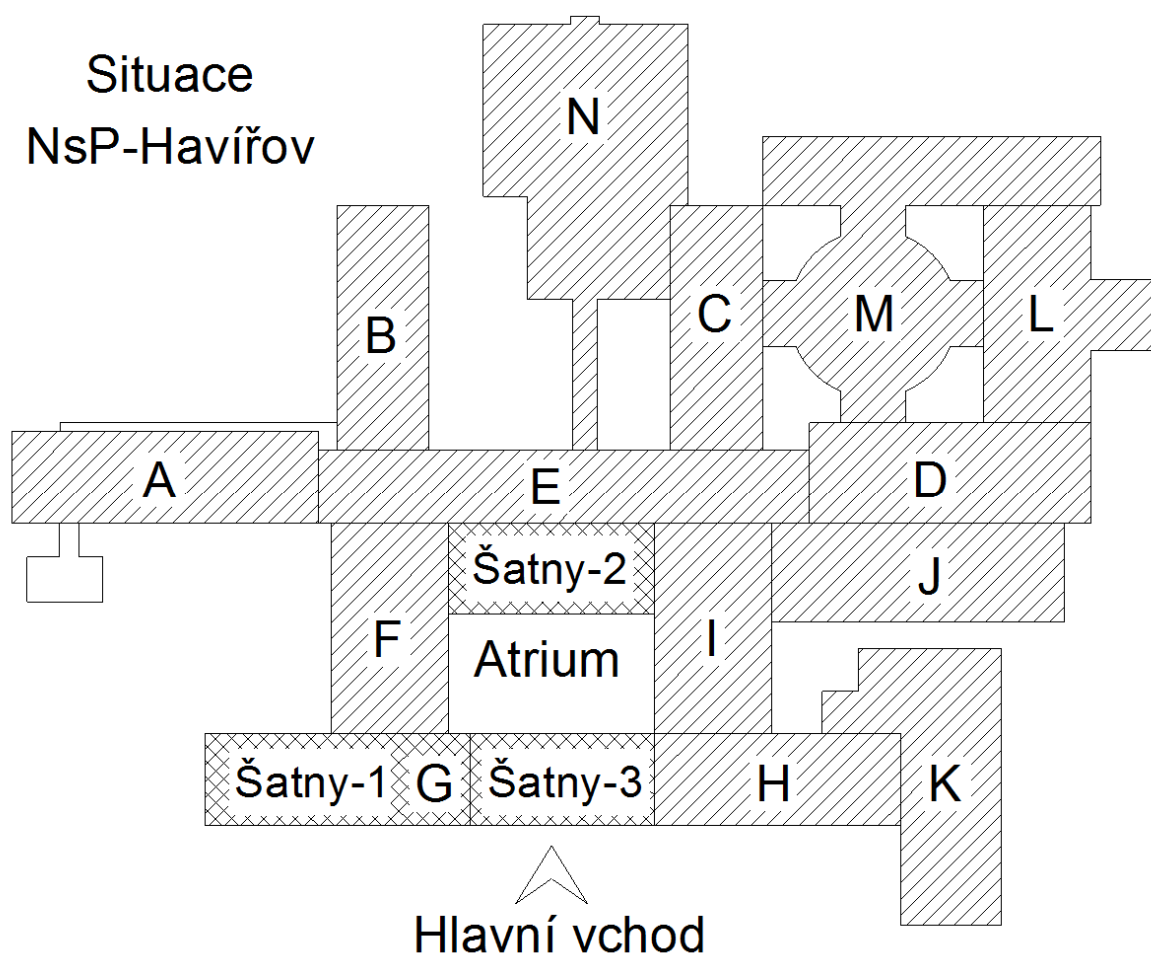 Situace
NsP-Havířov
N
B
C
M
L
A
E
D
Šatny-2
J
F
Atrium
I
Šatny-1
G
Šatny-3
H
K
Hlavní vchod